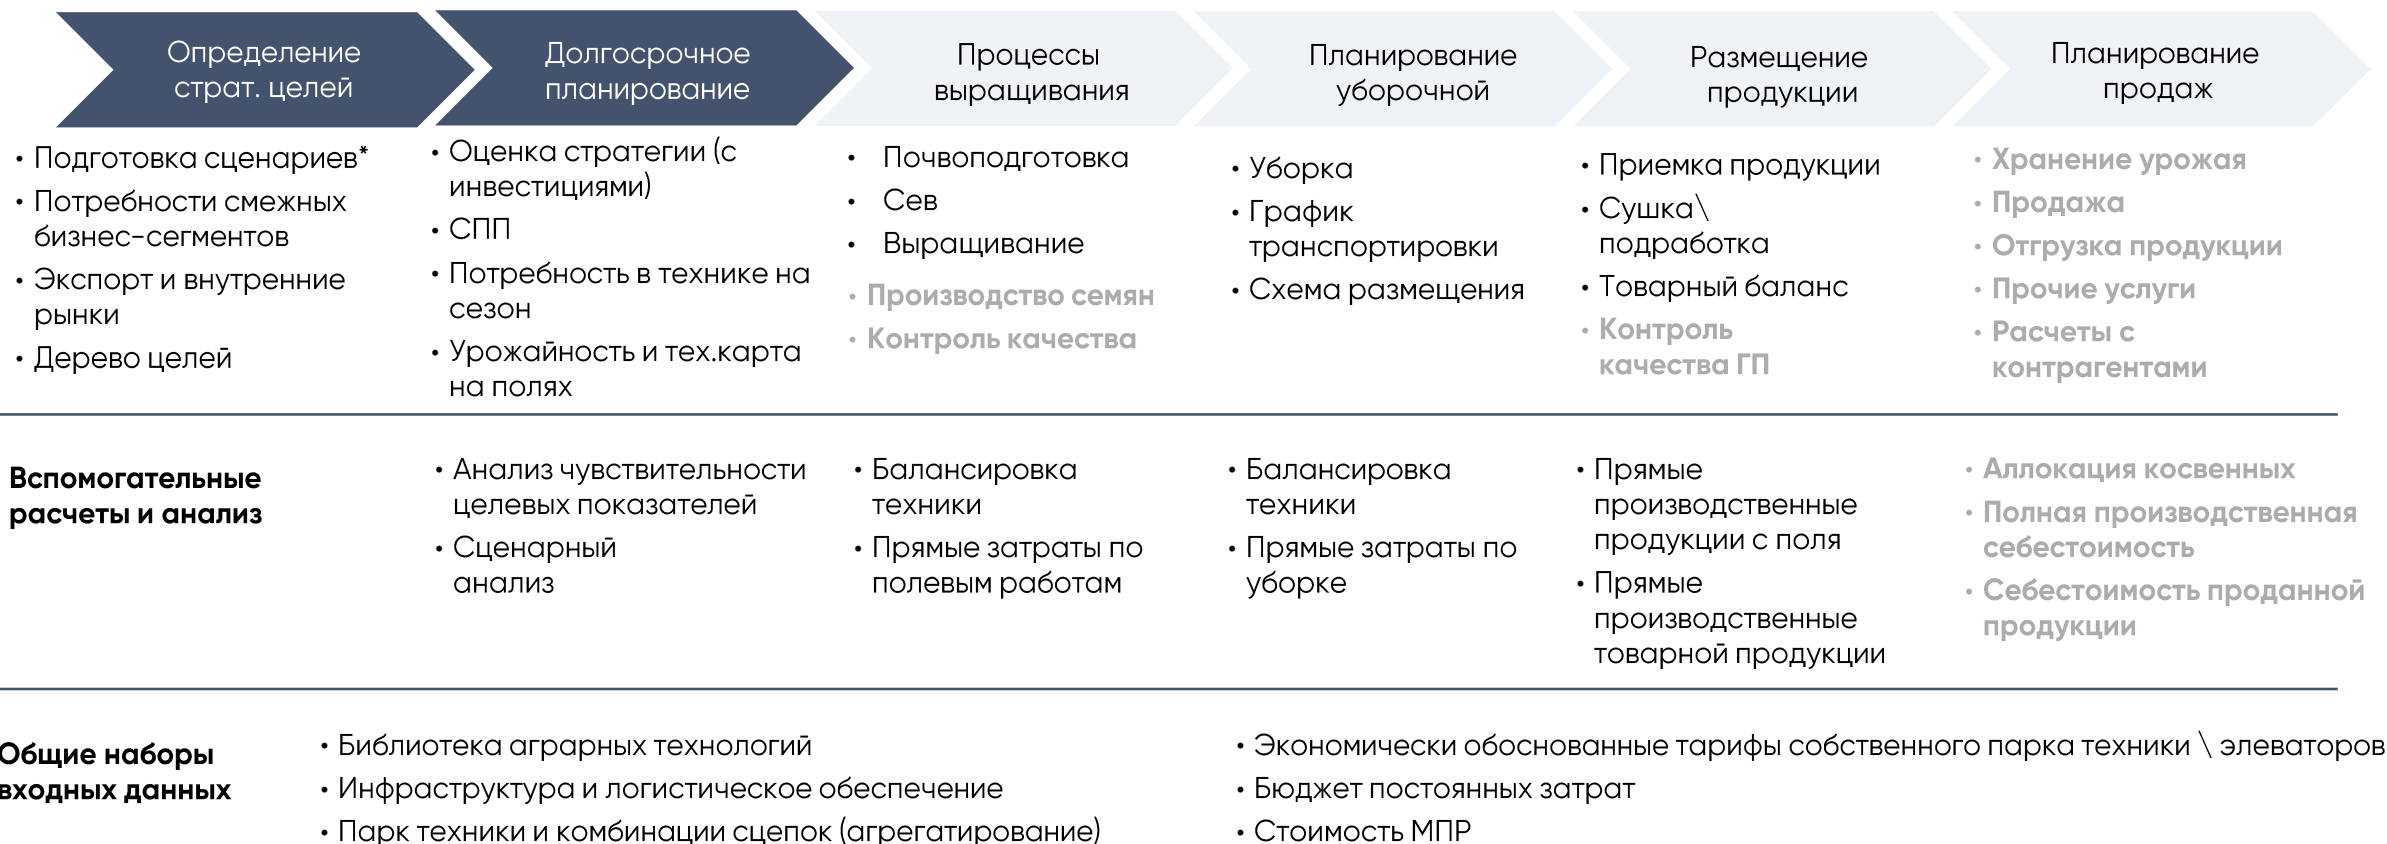 Определение
страт. целей
Долгосрочное
планирование
Процессы
выращивания
Планирование
уборочной
Размещение
продукции
Планирование
продаж
• Подготовка сценариев*
• Потребности смежных
бизнес-сегментов
• Экспорт и внутренние
рынки
• Дерево целей
• Оценка стратегии (с
инвестициями)
• СПП
• Потребность в технике на
сезон
• Урожайность и тех.карта
на полях
• Почвоподготовка
• Сев
• Выращивание
• Производство семян
• Контроль качества
• Уборка
• График
транспортировки
• Схема размещения
• Приемка продукции
• Сушка\
подработка
• Товарный баланс
• Контроль
качества ГП
• Хранение урожая
• Продажа
• Отгрузка продукции
• Прочие услуги
• Расчеты с
контрагентами
Вспомогательные
расчеты и анализ
• Анализ чувствительности
целевых показателей
• Сценарный
анализ
• Балансировка
техники
• Прямые затраты по
полевым работам
• Балансировка
техники
• Прямые затраты по
уборке
• Прямые
производственные
продукции с поля
• Прямые
производственные
товарной продукции
• Аллокация косвенных
• Полная производственная
себестоимость
• Себестоимость проданной
продукции
Общие наборы
входных данных
• Библиотека аграрных технологий
• Инфраструктура и логистическое обеспечение
• Парк техники и комбинации сцепок (агрегатирование)
• Экономически обоснованные тарифы собственного парка техники \ элеваторов
• Бюджет постоянных затрат
• Стоимость МПР